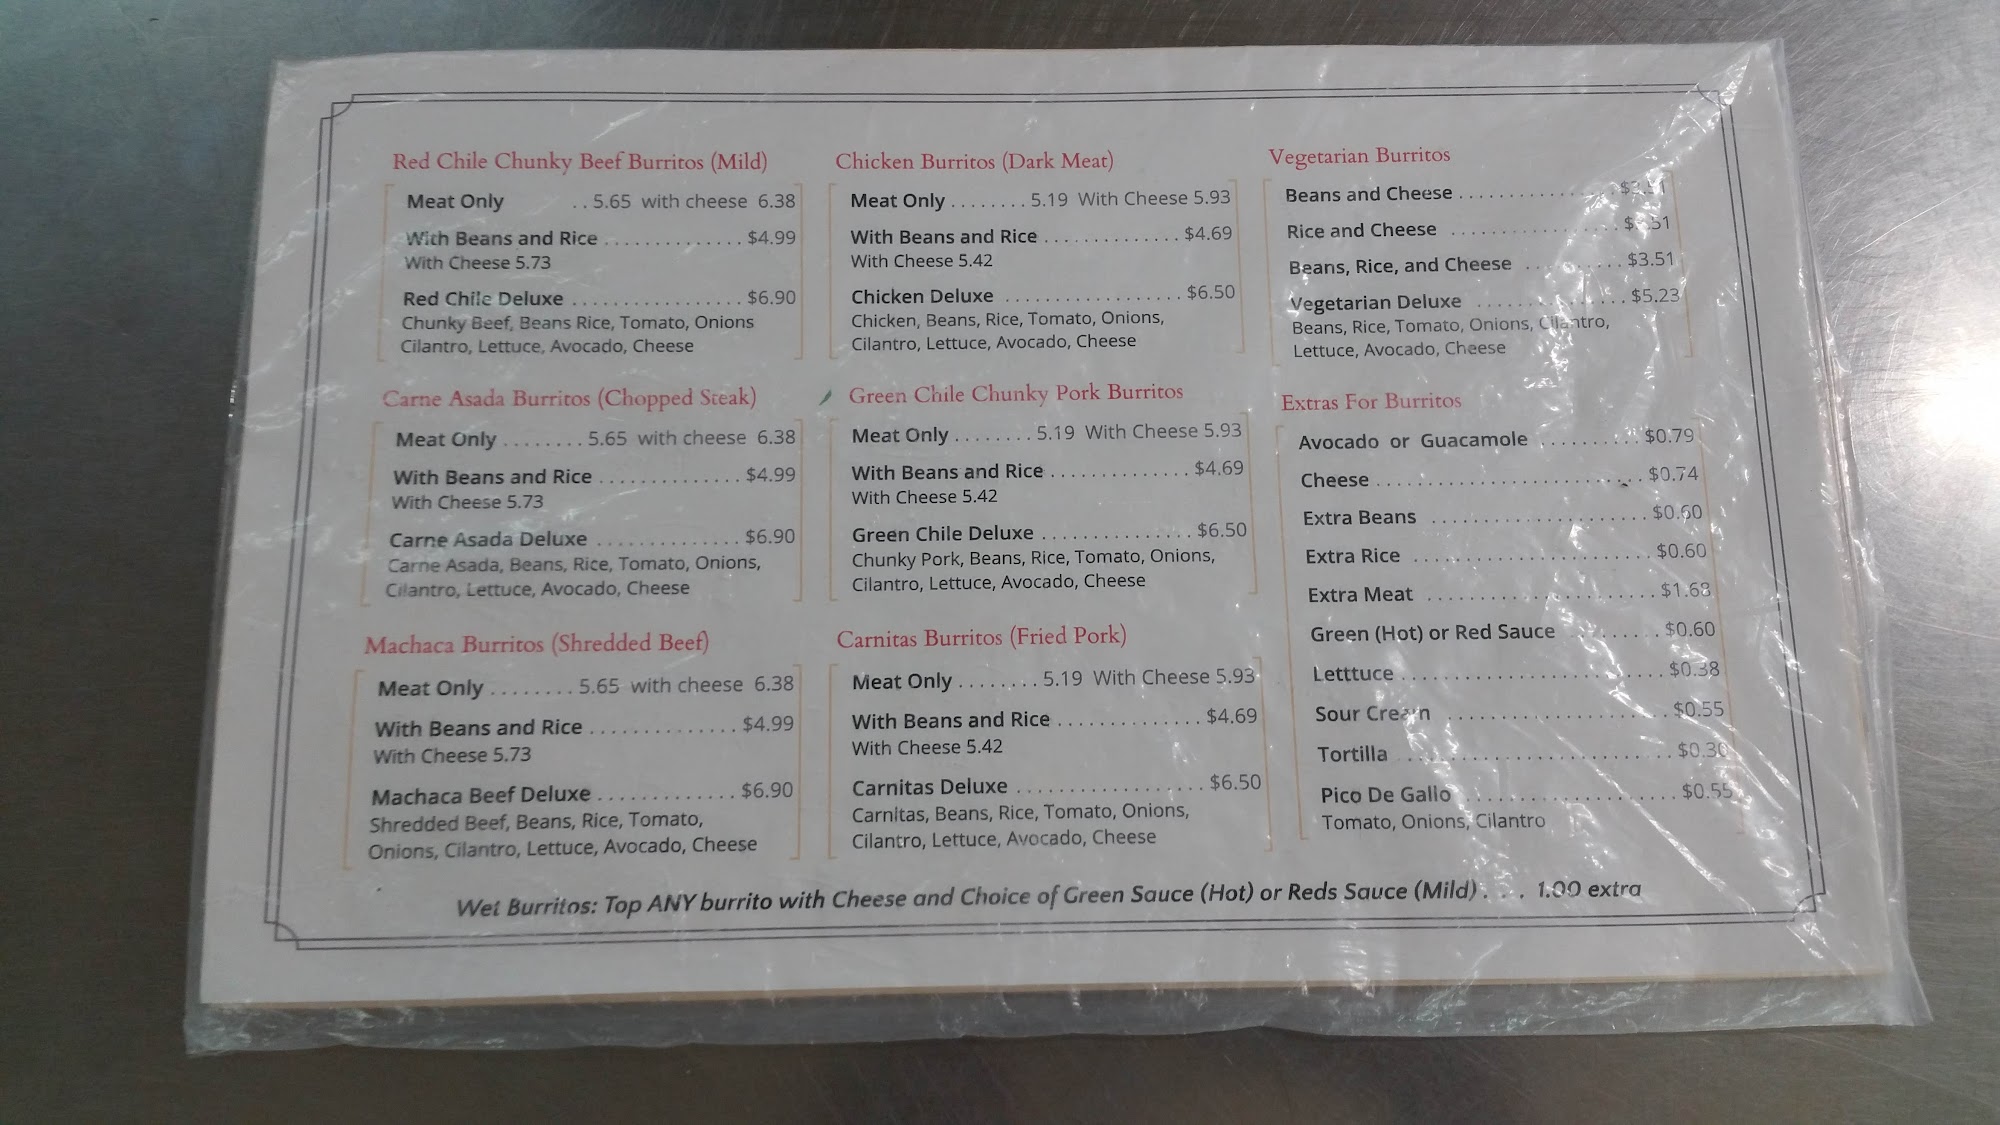 Red Chile Chunky Beef Burritos (Mild)
Meat Only . . 5.65 with cheese 6.38
With Beans and Rice . . . . . . . . . . . . . $4.99
With Cheese 5.73
Red Chile Deluxe . . . . . . . . . . . . . . . . . $6.90
Chunky Beef, Beans Rice, Tomato, Onions
Cilantro, Lettuce, Avocado, Cheese
Carne Asada Burritos (Chopped Steak)
Meat Only . . . . . . . . 5.65 with cheese 6.38
With Beans and Rice . . . . . . . . . . . . . $4.99
With Cheese 5.73
Carne Asada Deluxe . . . . . . . . . . . . . . $6.90
Carne Asada, Beans, Rice, Tomato, Onions,
Cilantro, Lettuce, Avocado, Cheese
Machaca Burritos (Shredded Beef)
Meat Only . . . . . . . . 5.65 with cheese 6.38
With Beans and Rice . . . . . . . . . . . . . . $4.99
With Cheese 5.73
Machaca Beef Deluxe . . . . . . . . . . . . . $6.90
Shredded Beef, Beans, Rice, Tomato,
Onions, Cilantro, Lettuce, Avocado, Cheese
Chicken Burritos (Dark Meat)
Meat Only . . . . . . . . 5.19 With Cheese 5.93
With Beans and Rice . . . . . . . . . . . . . . $4.69
With Cheese 5.42
Chicken Deluxe . . . . . . . . . . . . . . . . . . $6.50
Chicken, Beans, Rice, Tomato, Onions,
Cilantro, Lettuce, Avocado, Cheese
Green Chile Chunky Pork Burritos
Meat Only . . . . . . . . 5.19 With Cheese 5.93
With Beans and Rice . . . . . . . . . . . . . . $4.69
With Cheese 5.42
Green Chile Deluxe . . . . . . . . . . . . . . . $6.50
Chunky Pork, Beans, Rice, Tomato, Onions,
Cilantro, Lettuce, Avocado, Cheese
Carnitas Burritos (Fried Pork)
Meat Only . . . . . . . . 5.19 With Cheese 5.93
With Beans and Rice . . . . . . . . . . . . . . $4.69
With Cheese 5.42
Carnitas Deluxe . . . . . . . . . . . . . . . . . . $6.50
Carnitas, Beans, Rice, Tomato, Onions,
Cilantro, Lettuce, Avocado, Cheese
Vegetarian Burritos
Beans and Cheese . . . . . . . . . . . . . . . . $3.51
Rice and Cheese . . . . . . . . . . . . . . . . .
Beans, Rice, and Cheese . . . . . . . . . . $3.51
Vegetarian Deluxe . . . . . . . . . . . . . . . $5.23
Beans, Rice, Tomato, Onions, Cilantro,
Lettuce, Avocado, Cheese
Extras For Burritos
Avocado or Guacamole . . . . . . . . . . $0.79
Cheese . . . . . . . . . . . . . . . . . . . . . . . . . . $0.74
Extra Beans . . . . . . . . . . . . . . . . . . . . . . $0.60
Extra Rice . . . . . . . . . . . . . . . . . . . . . . . . $0.60
Extra Meat . . . . . . . . . . . . . . . . . . . . . . . $1.68
Green (Hot) or Red Sauce . . . . . . . . . $0.60
Letttuce . . . . . . . . . . . . . . . . . . . . . . . . . . $0.38
Sour Cream . . . . . . . . . . . . . . . . . . . . . . $0.55
Tortilla . . . . . . . . . . . . . . . . . . . . . . . . . . . $0.30
Pico De Gallo . . . . . . . . . . . . . . . . . . . . . $0.55
Tomato, Onions, Cilantro
Wet Burritos: Top ANY burrito with Cheese and Choice of Green Sauce (Hot) or Reds Sauce (Mild) . . . 1.00 extra